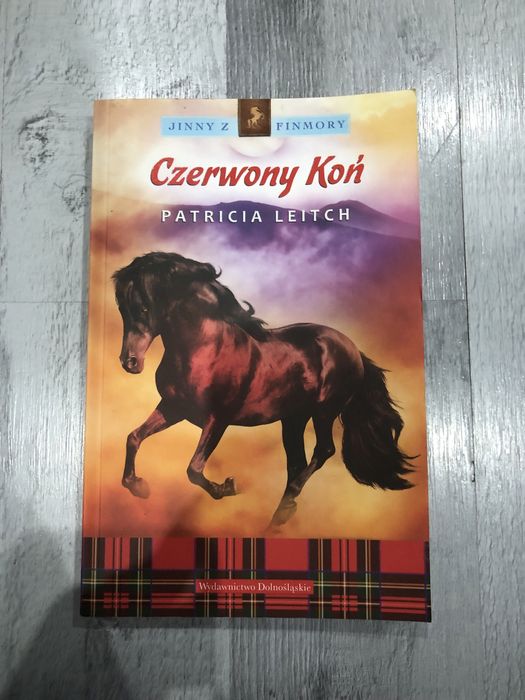 JINNY Z FINMORY
Czerwony Koń
PATRICIA LEITCH
Wydawnictwo Dolnośląskie